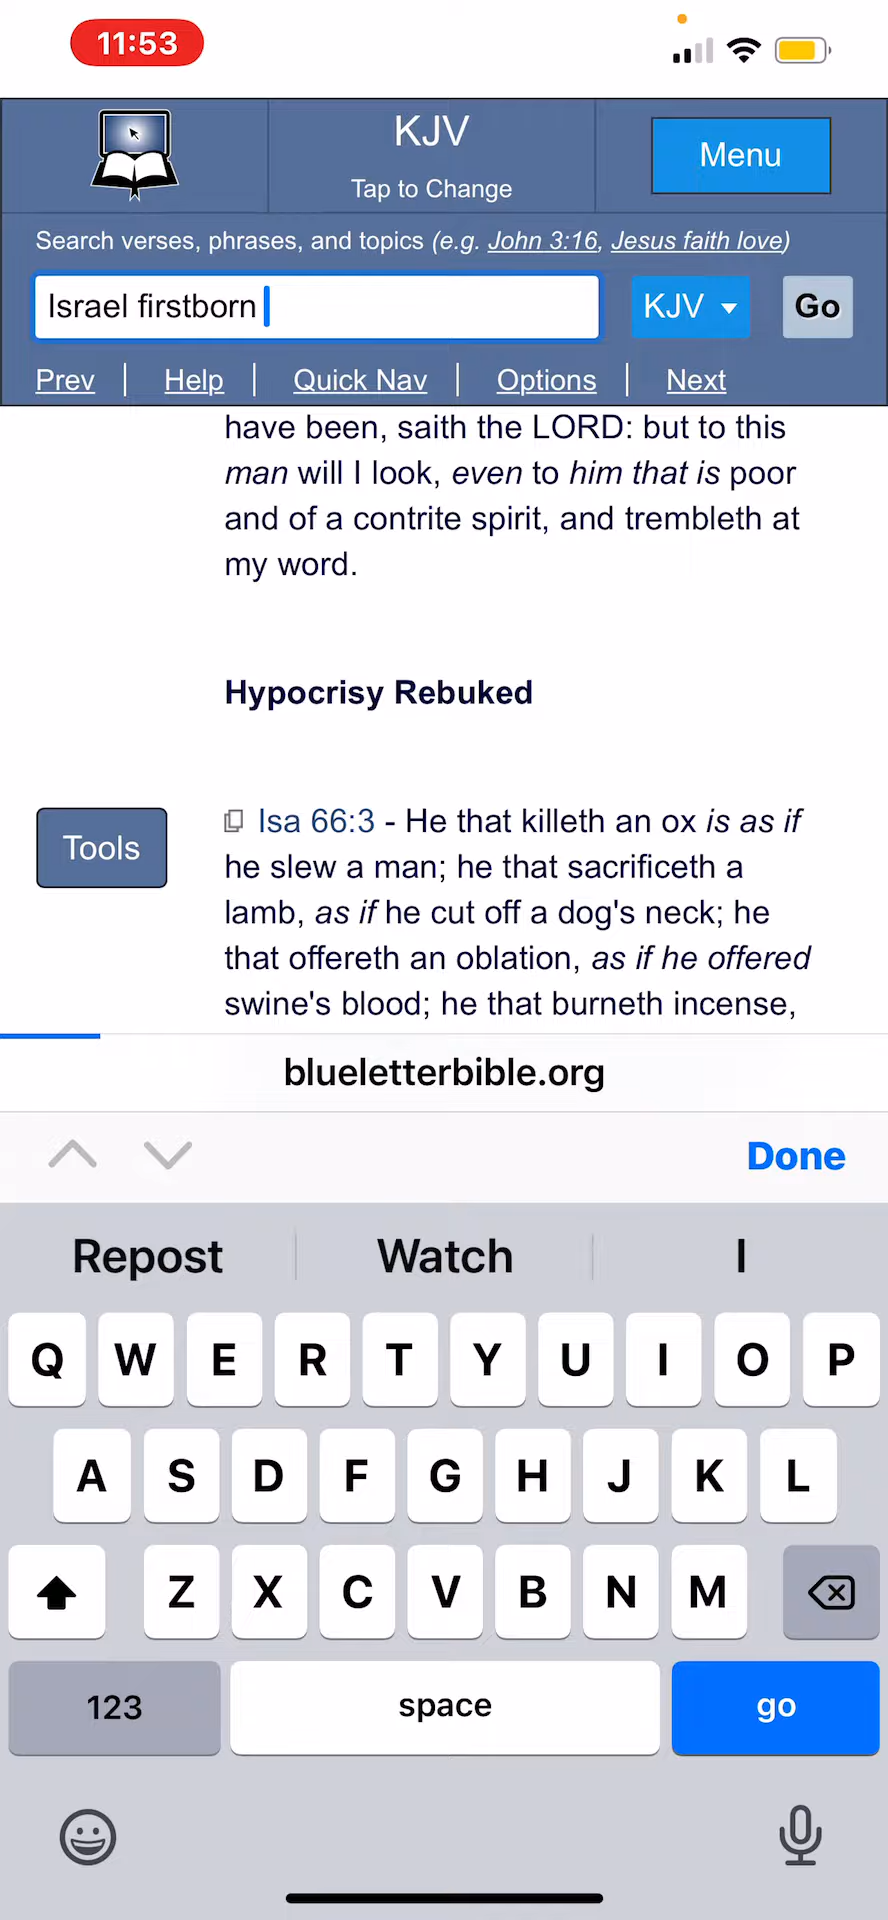 11:53
KJV
Tap to Change
Menu
Search verses, phrases, and topics (e.g. John 3:16, Jesus faith love)
Israel firstborn
KJV
Go
Prev | Help | Quick Nav | Options | Next
have been, saith the LORD: but to this
man will I look, even to him that is poor
and of a contrite spirit, and trembleth at
my word.
Hypocrisy Rebuked
Tools
Isa 66:3 - He that killeth an ox is as if
he slew a man; he that sacrificeth a
lamb, as if he cut off a dog's neck; he
that offereth an oblation, as if he offered
swine's blood; he that burneth incense,
blueletterbible.org
Done
Repost Watch I
Q W E R T Y U I O P
A S D F G H J K L
Z X C V B N M
123 space go